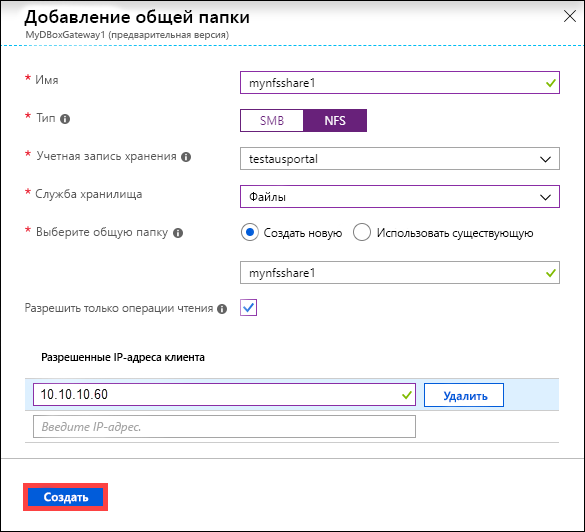 Добавление общей папки
MyDBoxGateway1 (предварительная версия)
* Имя
mynfsshare1
* Тип
SMB NFS
* Учетная запись хранения
testausportal
* Служба хранилища
Файлы
* Выберите общую папку
Создать новую Использовать существующую
mynfsshare1
Разрешить только операции чтения
Разрешенные IP-адреса клиента
10.10.10.60 Удалить
Введите IP-адрес.
Создать